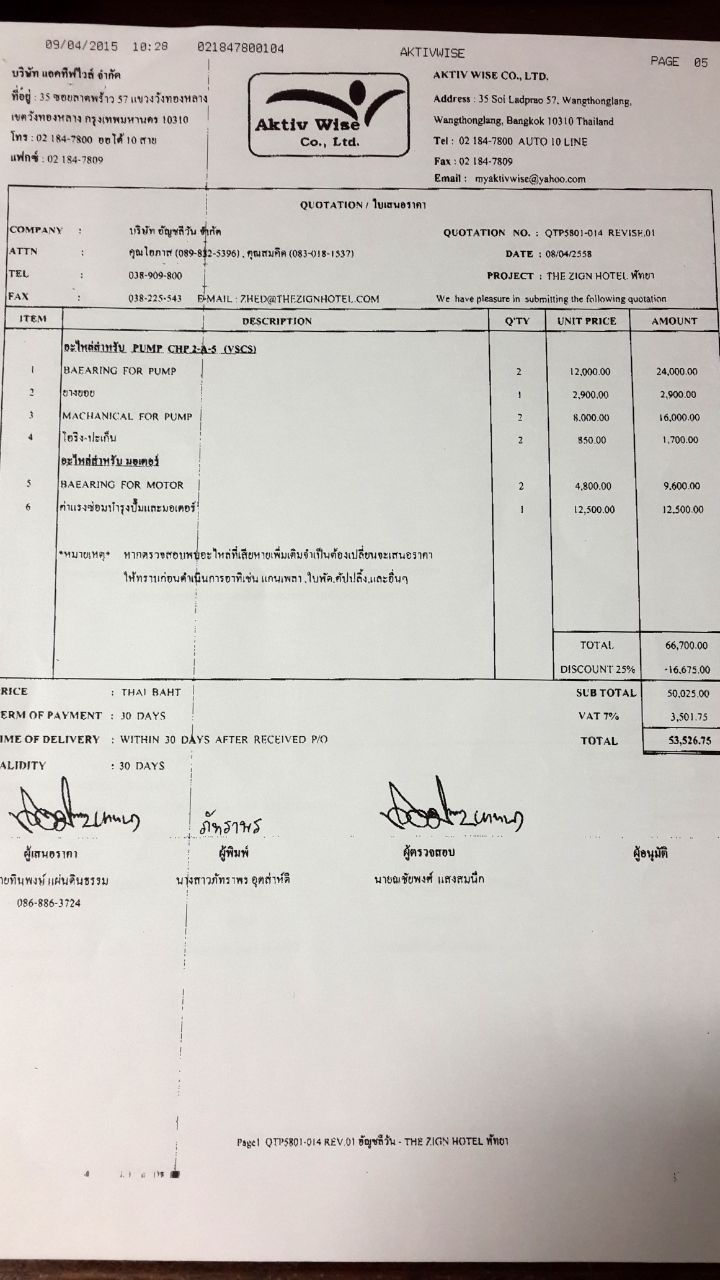 09/04/2015 10:28 021847800104 AKTIVWISE PAGE 05
บริษัท แอคทีฟไวส์ จำกัด
ที่อยู่ : 35 ซอยลาดพร้าว 57 แขวงวังทองหลาง
เขตวังทองหลาง กรุงเทพมหานคร 10310
โทร : 02 184-7800 ออโต้ 10 สาย
แฟกซ์ : 02 184-7809
Aktiv Wise
Co., Ltd.
AKTIV WISE CO., LTD.
Address : 35 Soi Ladprao 57, Wangthonglang,
Wangthonglang, Bangkok 10310 Thailand
Tel : 02 184-7800 AUTO 10 LINE
Fax : 02 184-7809
Email : myaktivwise@yahoo.com
QUOTATION / ใบเสนอราคา
COMPANY : บริษัท อัญชลีวัน จำกัด QUOTATION NO. : QTP5801-014 REVISE.01
ATTN : คุณโอภาส (089-832-5396) , คุณสมคิด (083-018-1537) DATE : 08/04/2558
TEL : 038-909-800 PROJECT : THE ZIGN HOTEL พัทยา
FAX : 038-225-543 E-MAIL : ZHED@THEZIGNHOTEL.COM We have pleasure in submitting the following quotation
ITEM DESCRIPTION Q'TY UNIT PRICE AMOUNT
อะไหล่สำหรับ PUMP CHP 2-A-5 (VSCS)
1 BAEARING FOR PUMP 2 12,000.00 24,000.00
2 ยางยอย 1 2,900.00 2,900.00
3 MACHANICAL FOR PUMP 2 8,000.00 16,000.00
4 โอริง-ปะเก็น 2 850.00 1,700.00
อะไหล่สำหรับ มอเตอร์
5 BAEARING FOR MOTOR 2 4,800.00 9,600.00
6 ค่าแรงซ่อมบำรุงปั๊มและมอเตอร์ 1 12,500.00 12,500.00
*หมายเหตุ* หากตรวจสอบพบอะไหล่ที่เสียหายเพิ่มเติมจำเป็นต้องเปลี่ยนจะเสนอราคา
ให้ทราบก่อนดำเนินการอาทิเช่น แกนเพลา ,ใบพัด,คัปปลิ้ง,และอื่นๆ
TOTAL 66,700.00
DISCOUNT 25% -16,675.00
RICE : THAI BAHT SUB TOTAL 50,025.00
ERM OF PAYMENT : 30 DAYS VAT 7% 3,501.75
IME OF DELIVERY : WITHIN 30 DAYS AFTER RECEIVED P/O TOTAL 53,526.75
ALIDITY : 30 DAYS
ภัทราพร
ผู้เสนอราคา ผู้พิมพ์ ผู้ตรวจสอบ ผู้อนุมัติ
ายทินพงษ์ แผ่นดินธรรม นางสาวภัทราพร อุตส่าห์ดี นายณชัยพงศ์ แสงสมนึก
086-886-3724
Page1 QTP5801-014 REV.01 อัญชลีวัน - THE ZIGN HOTEL พัทยา